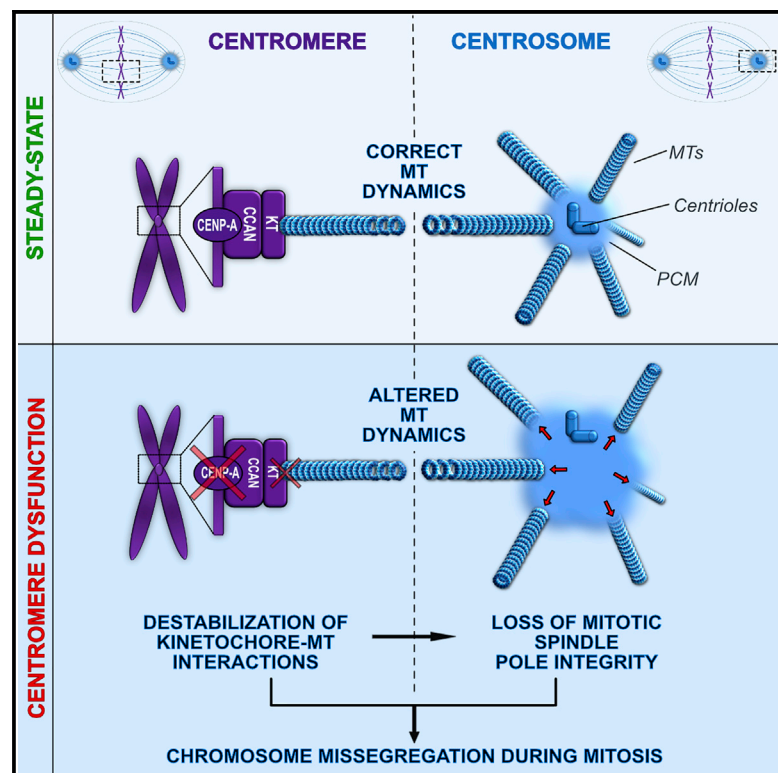 CENTROMERE
CENTROSOME
STEADY-STATE
CORRECT
MT
DYNAMICS
CENP-A
CCAN
KT
MTs
Centrioles
PCM
CENTROMERE DYSFUNCTION
ALTERED
MT
DYNAMICS
CENP-A
CCAN
KT
DESTABILIZATION OF
KINETOCHORE-MT
INTERACTIONS
LOSS OF MITOTIC
SPINDLE
POLE INTEGRITY
CHROMOSOME MISSEGREGATION DURING MITOSIS